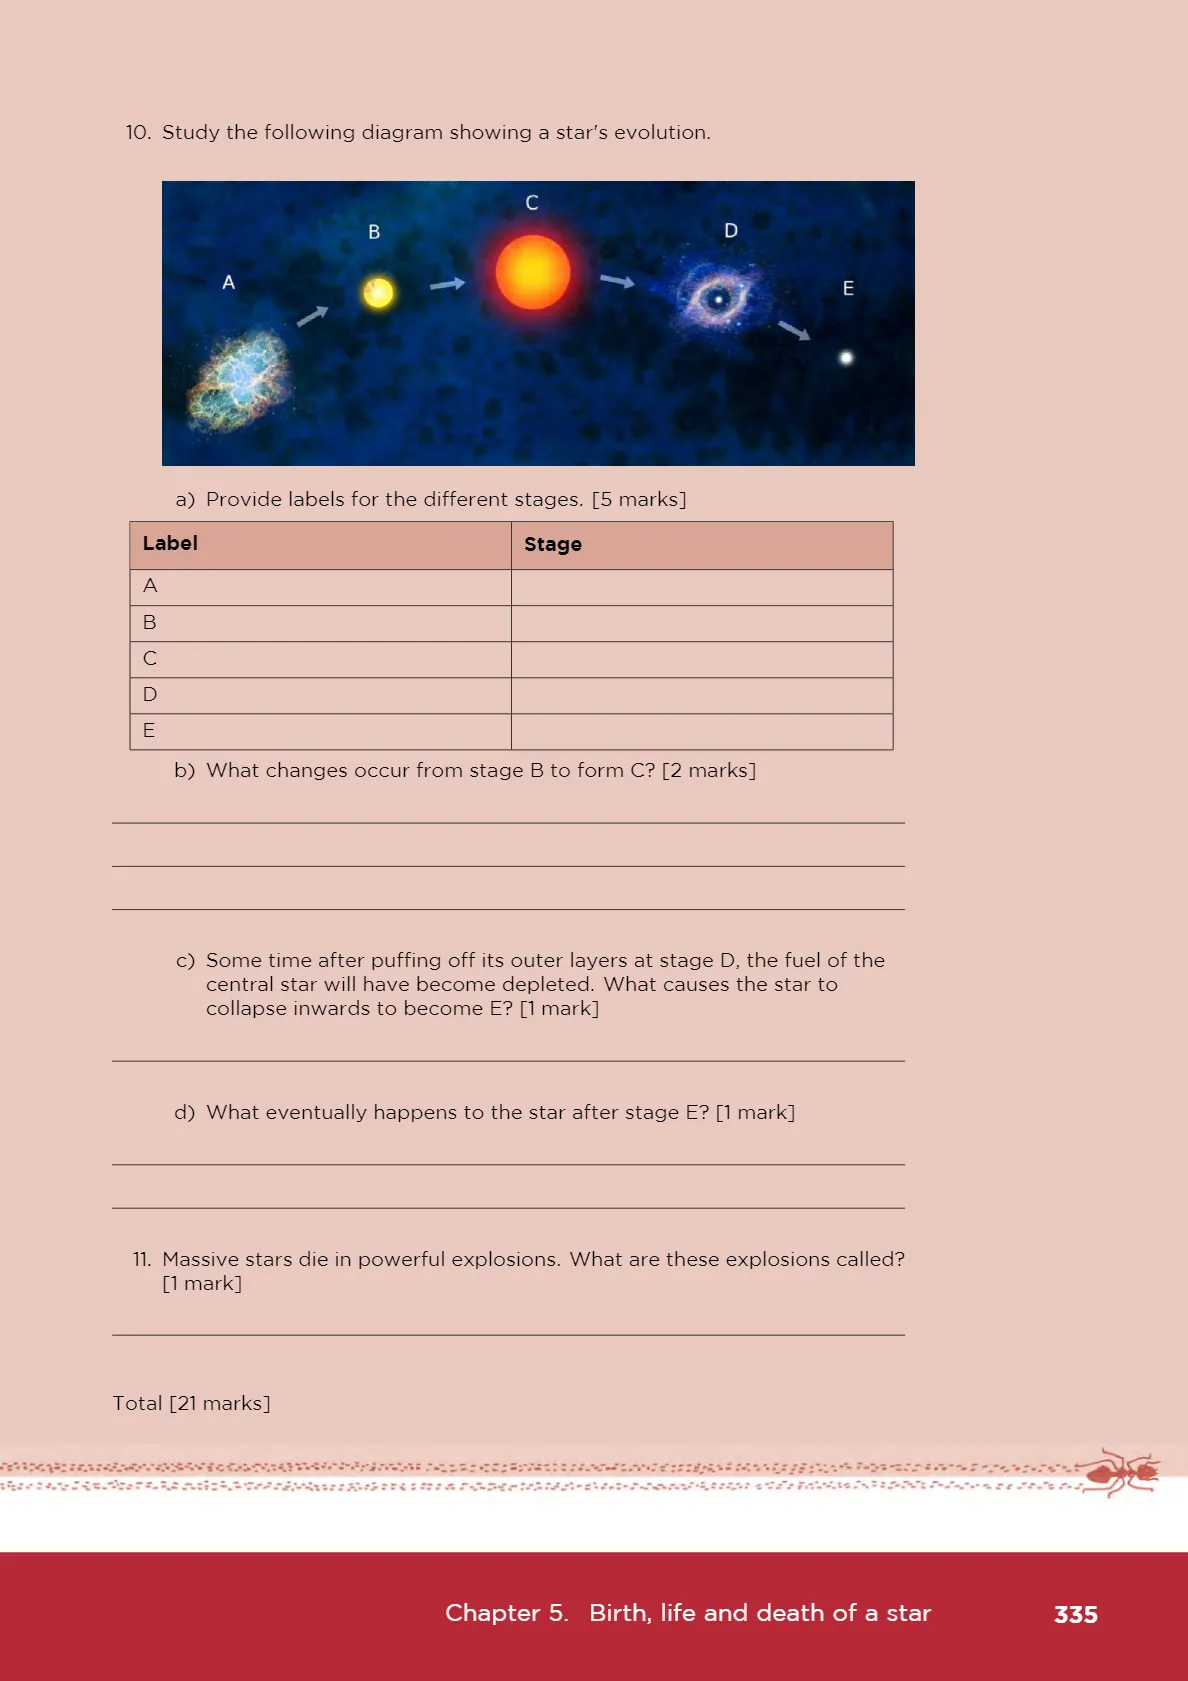 10. Study the following diagram showing a star's evolution.
A
B
C
D
E
a) Provide labels for the different stages. [5 marks]
Label Stage
A
B
C
D
E
b) What changes occur from stage B to form C? [2 marks]
c) Some time after puffing off its outer layers at stage D, the fuel of the
central star will have become depleted. What causes the star to
collapse inwards to become E? [1 mark]
d) What eventually happens to the star after stage E? [1 mark]
11. Massive stars die in powerful explosions. What are these explosions called?
[1 mark]
Total [21 marks]
Chapter 5. Birth, life and death of a star 335